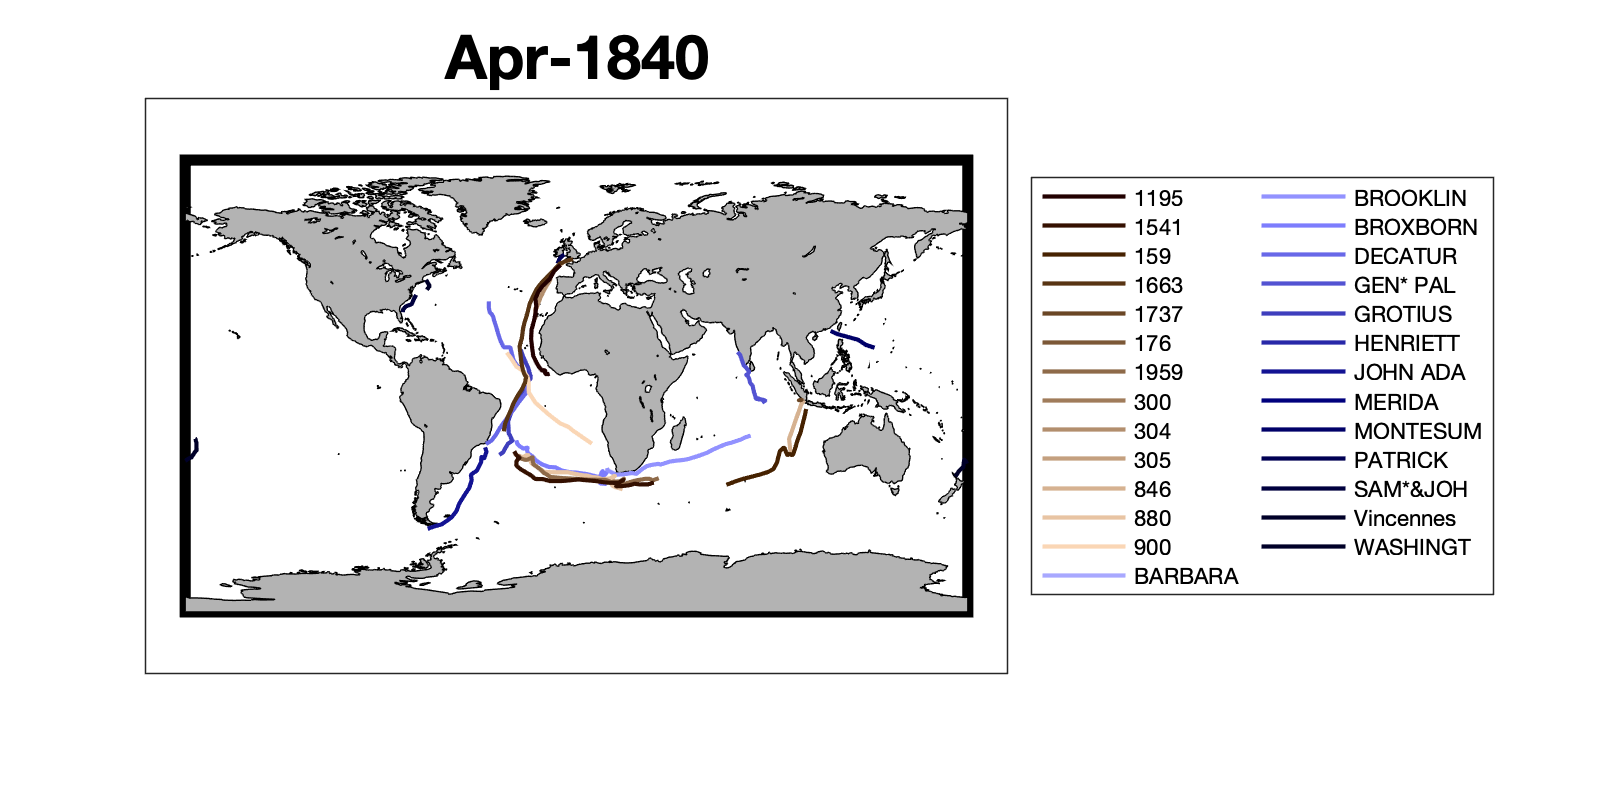 Apr-1840
1195
1541
159
1663
1737
176
1959
300
304
305
846
880
900
BARBARA
BROOKLIN
BROXBORN
DECATUR
GEN* PAL
GROTIUS
HENRIETT
JOHN ADA
MERIDA
MONTESUM
PATRICK
SAM*&JOH
Vincennes
WASHINGT